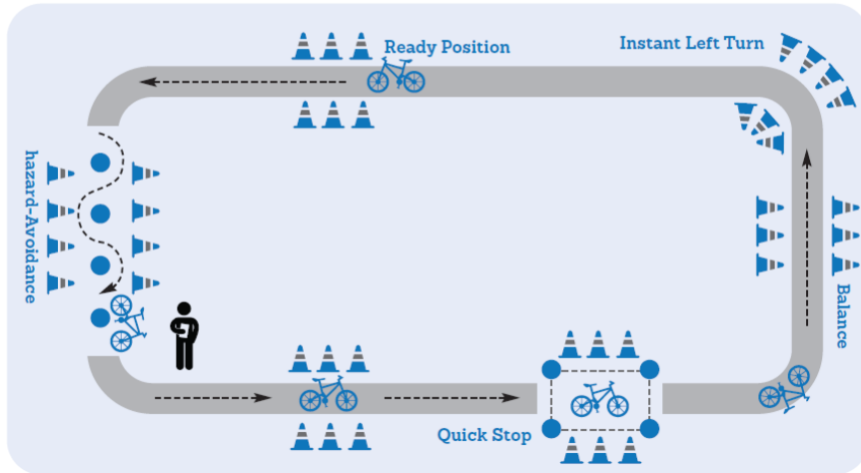 Ready Position
Instant Left Turn
hazard-Avoidance
Balance
Quick Stop